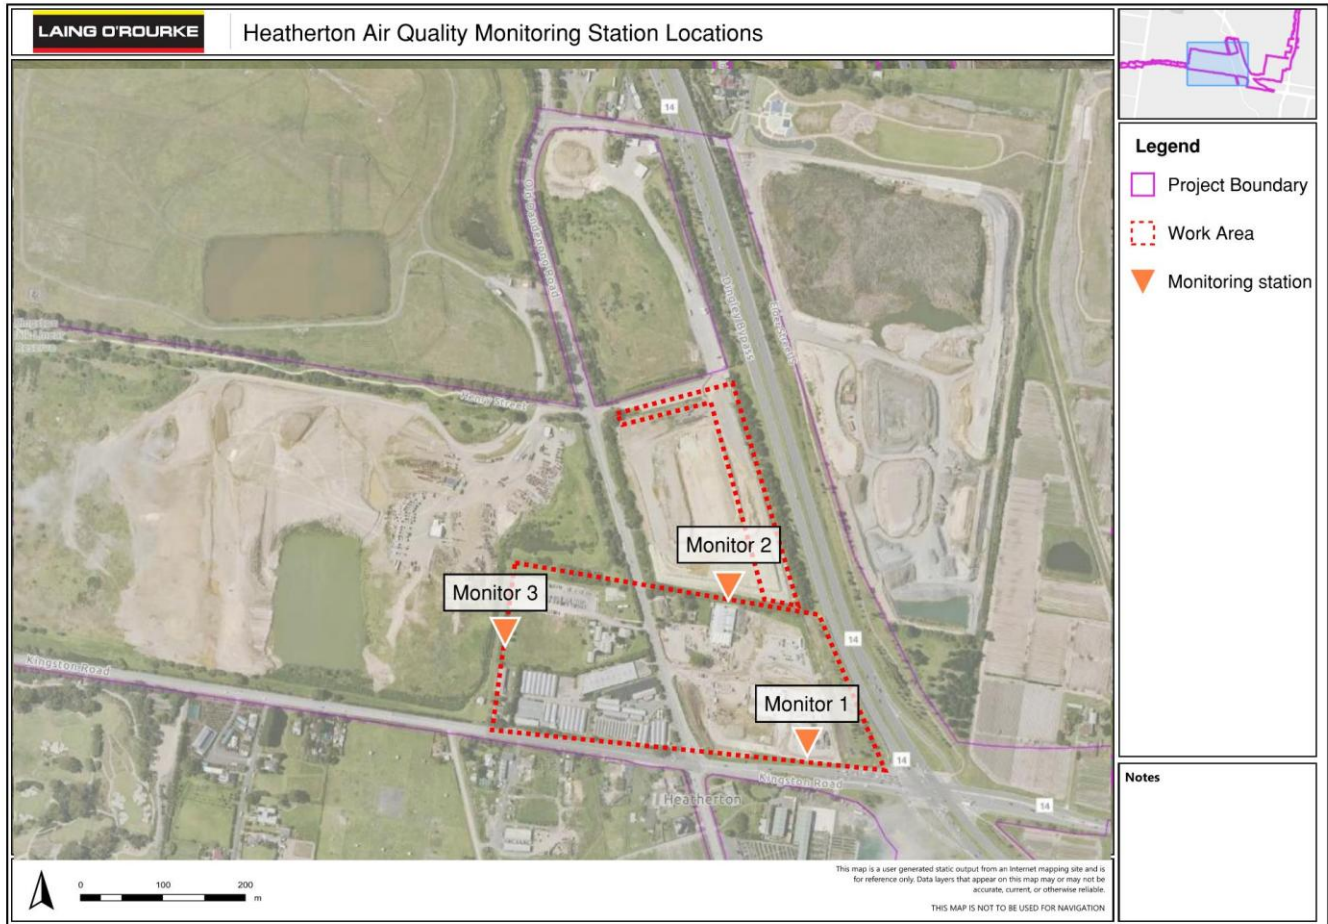 LAING O'ROURKE
Heatherton Air Quality Monitoring Station Locations
14
Old Dandenong Road
Dingley Bypass
Henry Street
Reserve
Legend
Project Boundary
Work Area
Monitoring station
Monitor 2
Monitor 3
14
Kingston Road
Monitor 1
14
Kingston Road
Heatherton
14
Notes
0 100 200
m
This map is a user generated static output from an Internet mapping site and is
for reference only. Data layers that appear on this map may or may not be
accurate, current, or otherwise reliable.
THIS MAP IS NOT TO BE USED FOR NAVIGATION